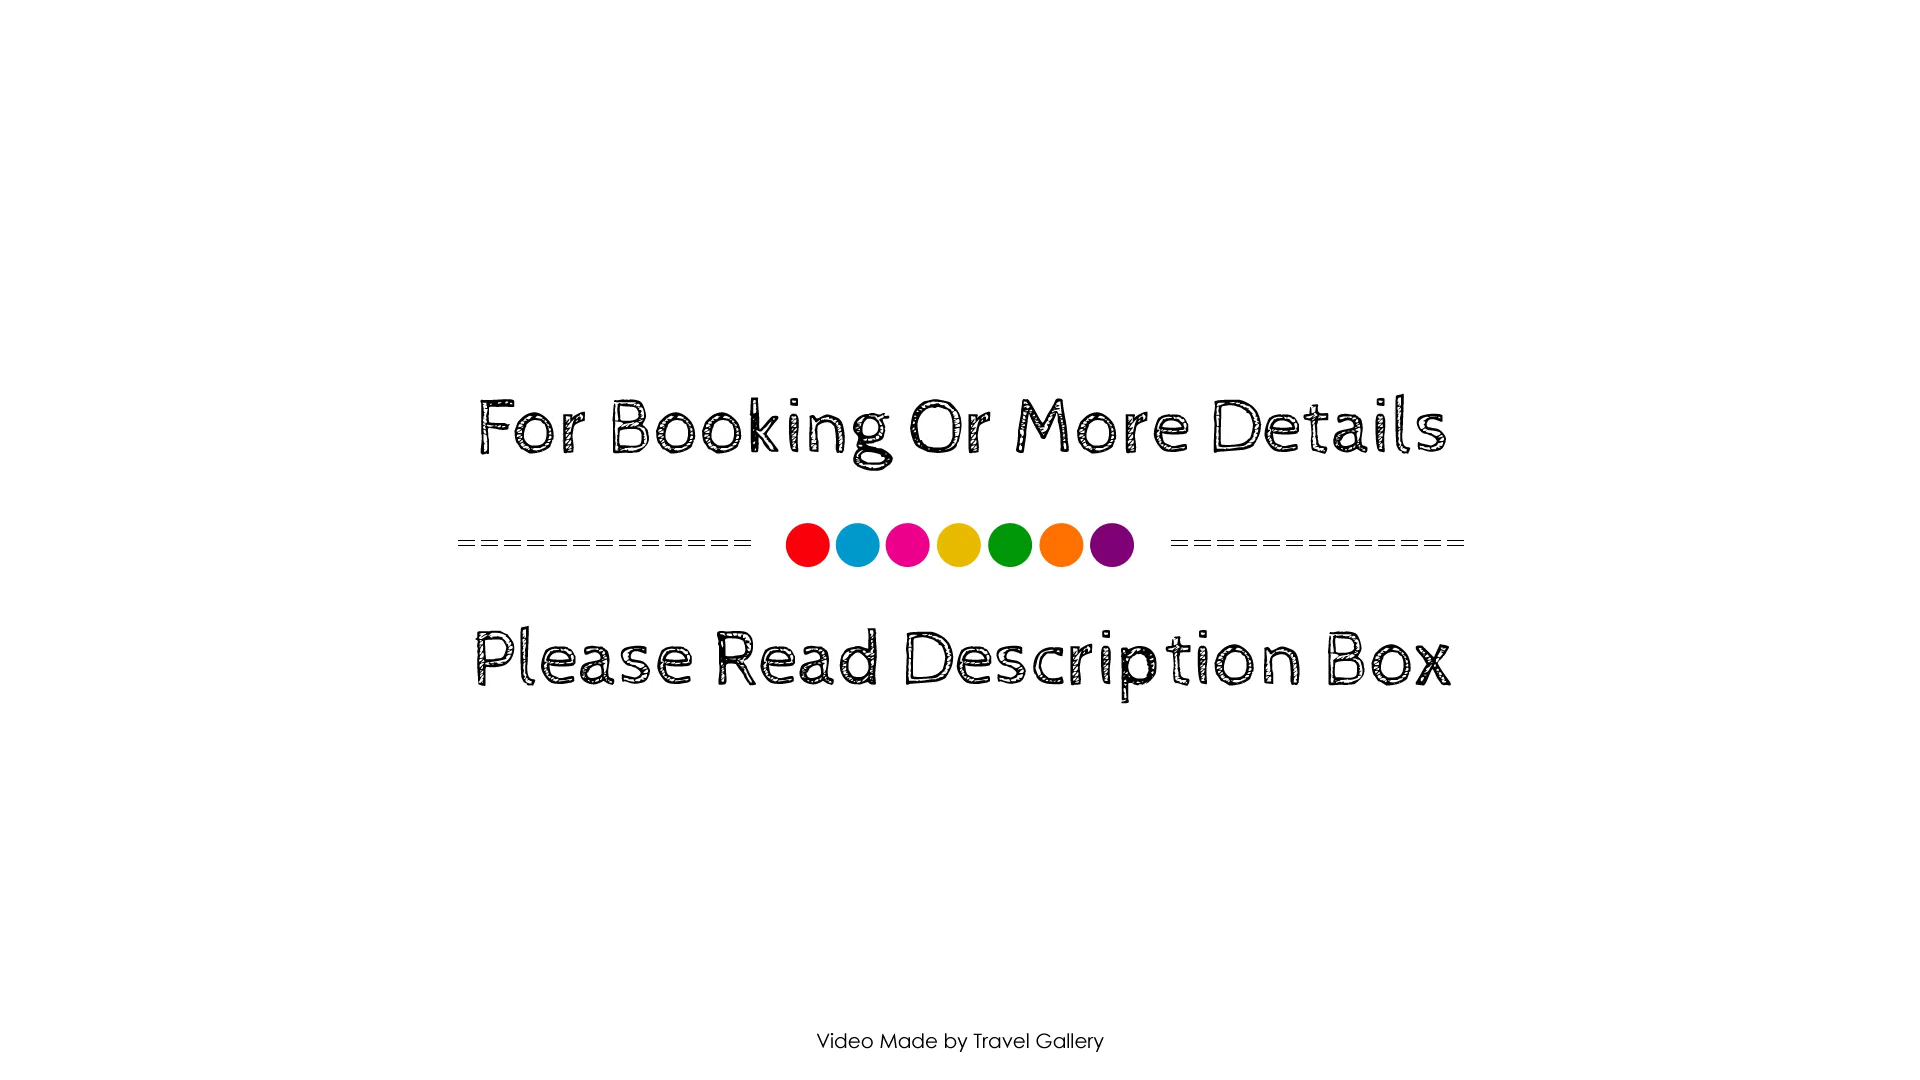 For Booking Or More Details
============= =============
Please Read Description Box
Video Made by Travel Gallery